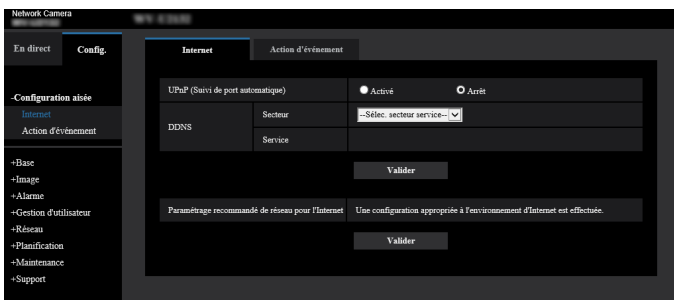 Network Camera
En direct
Config.
Internet
Action d'événement
-Configuration aisée
Internet
Action d'événement
+Base
+Image
+Alarme
+Gestion d'utilisateur
+Réseau
+Planification
+Maintenance
+Support
UPnP (Suivi de port automatique)
Activé
Arrêt
DDNS
Secteur
--Sélec. secteur service--
Service
Valider
Paramétrage recommandé de réseau pour l'Internet
Une configuration appropriée à l'environnement d'Internet est effectuée.
Valider